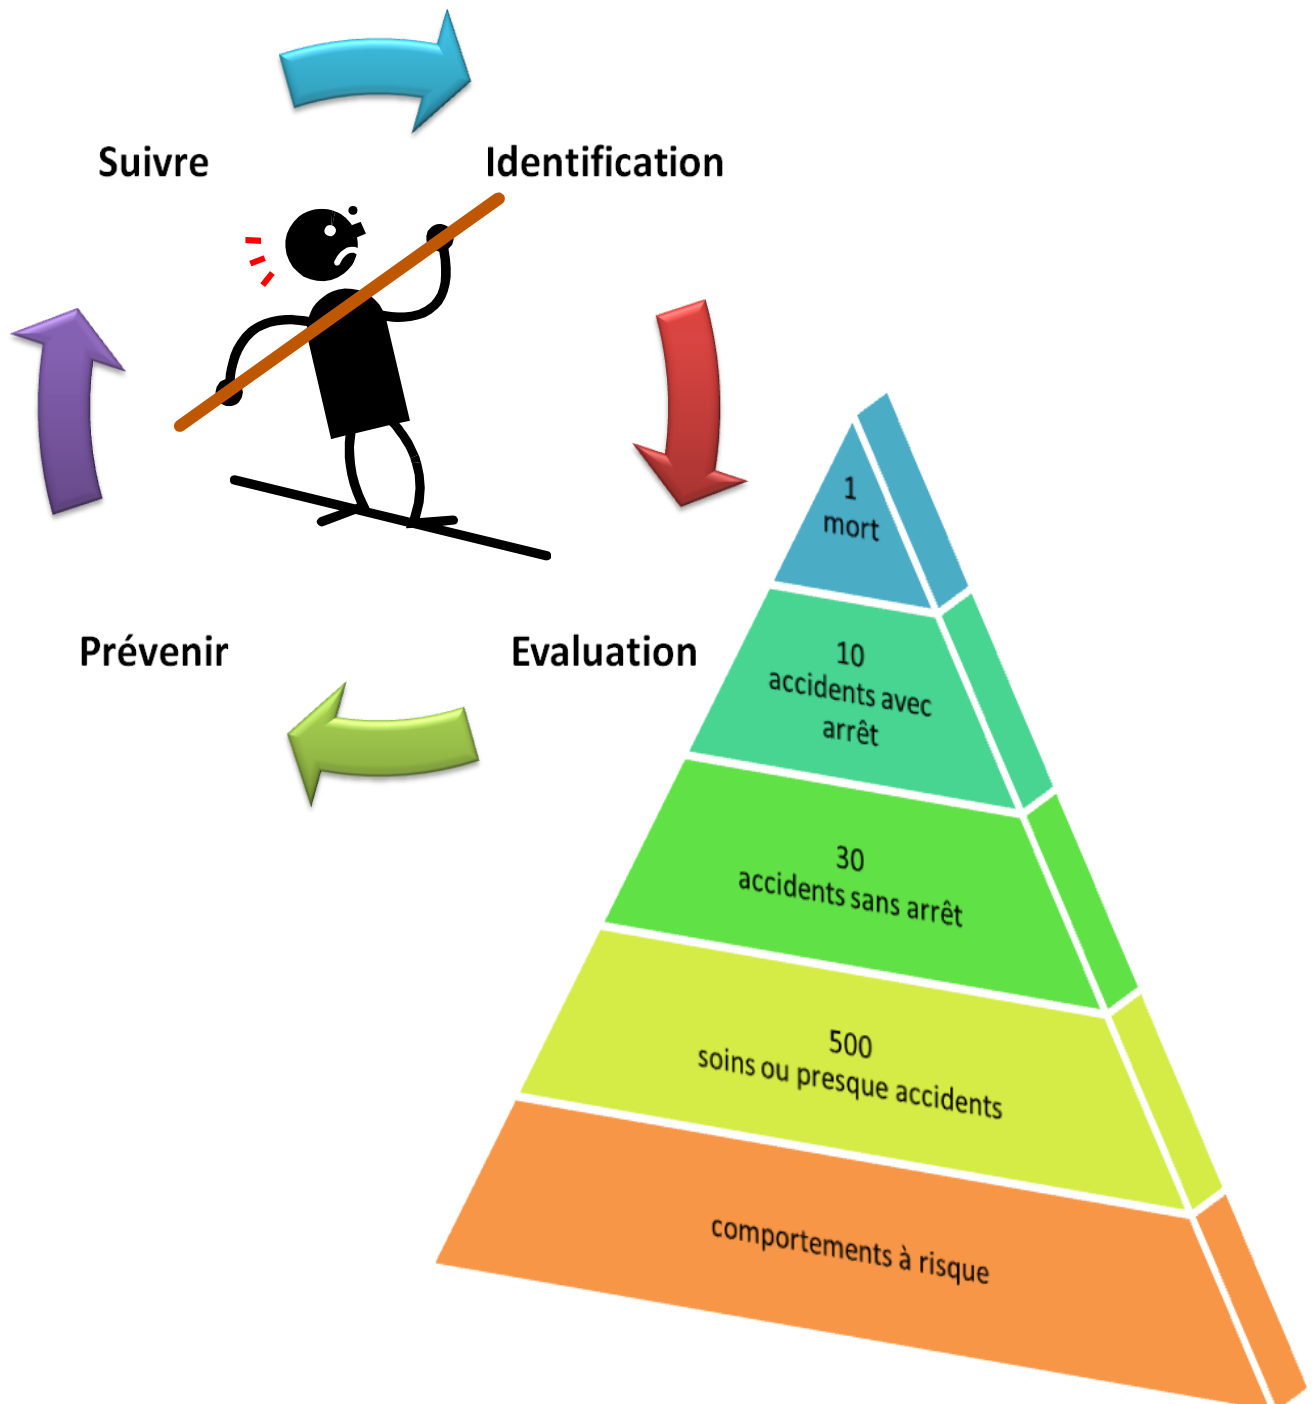 Suivre
Identification
Prévenir
Evaluation
1
mort
10
accidents avec
arrêt
30
accidents sans arrêt
500
soins ou presque accidents
comportements à risque